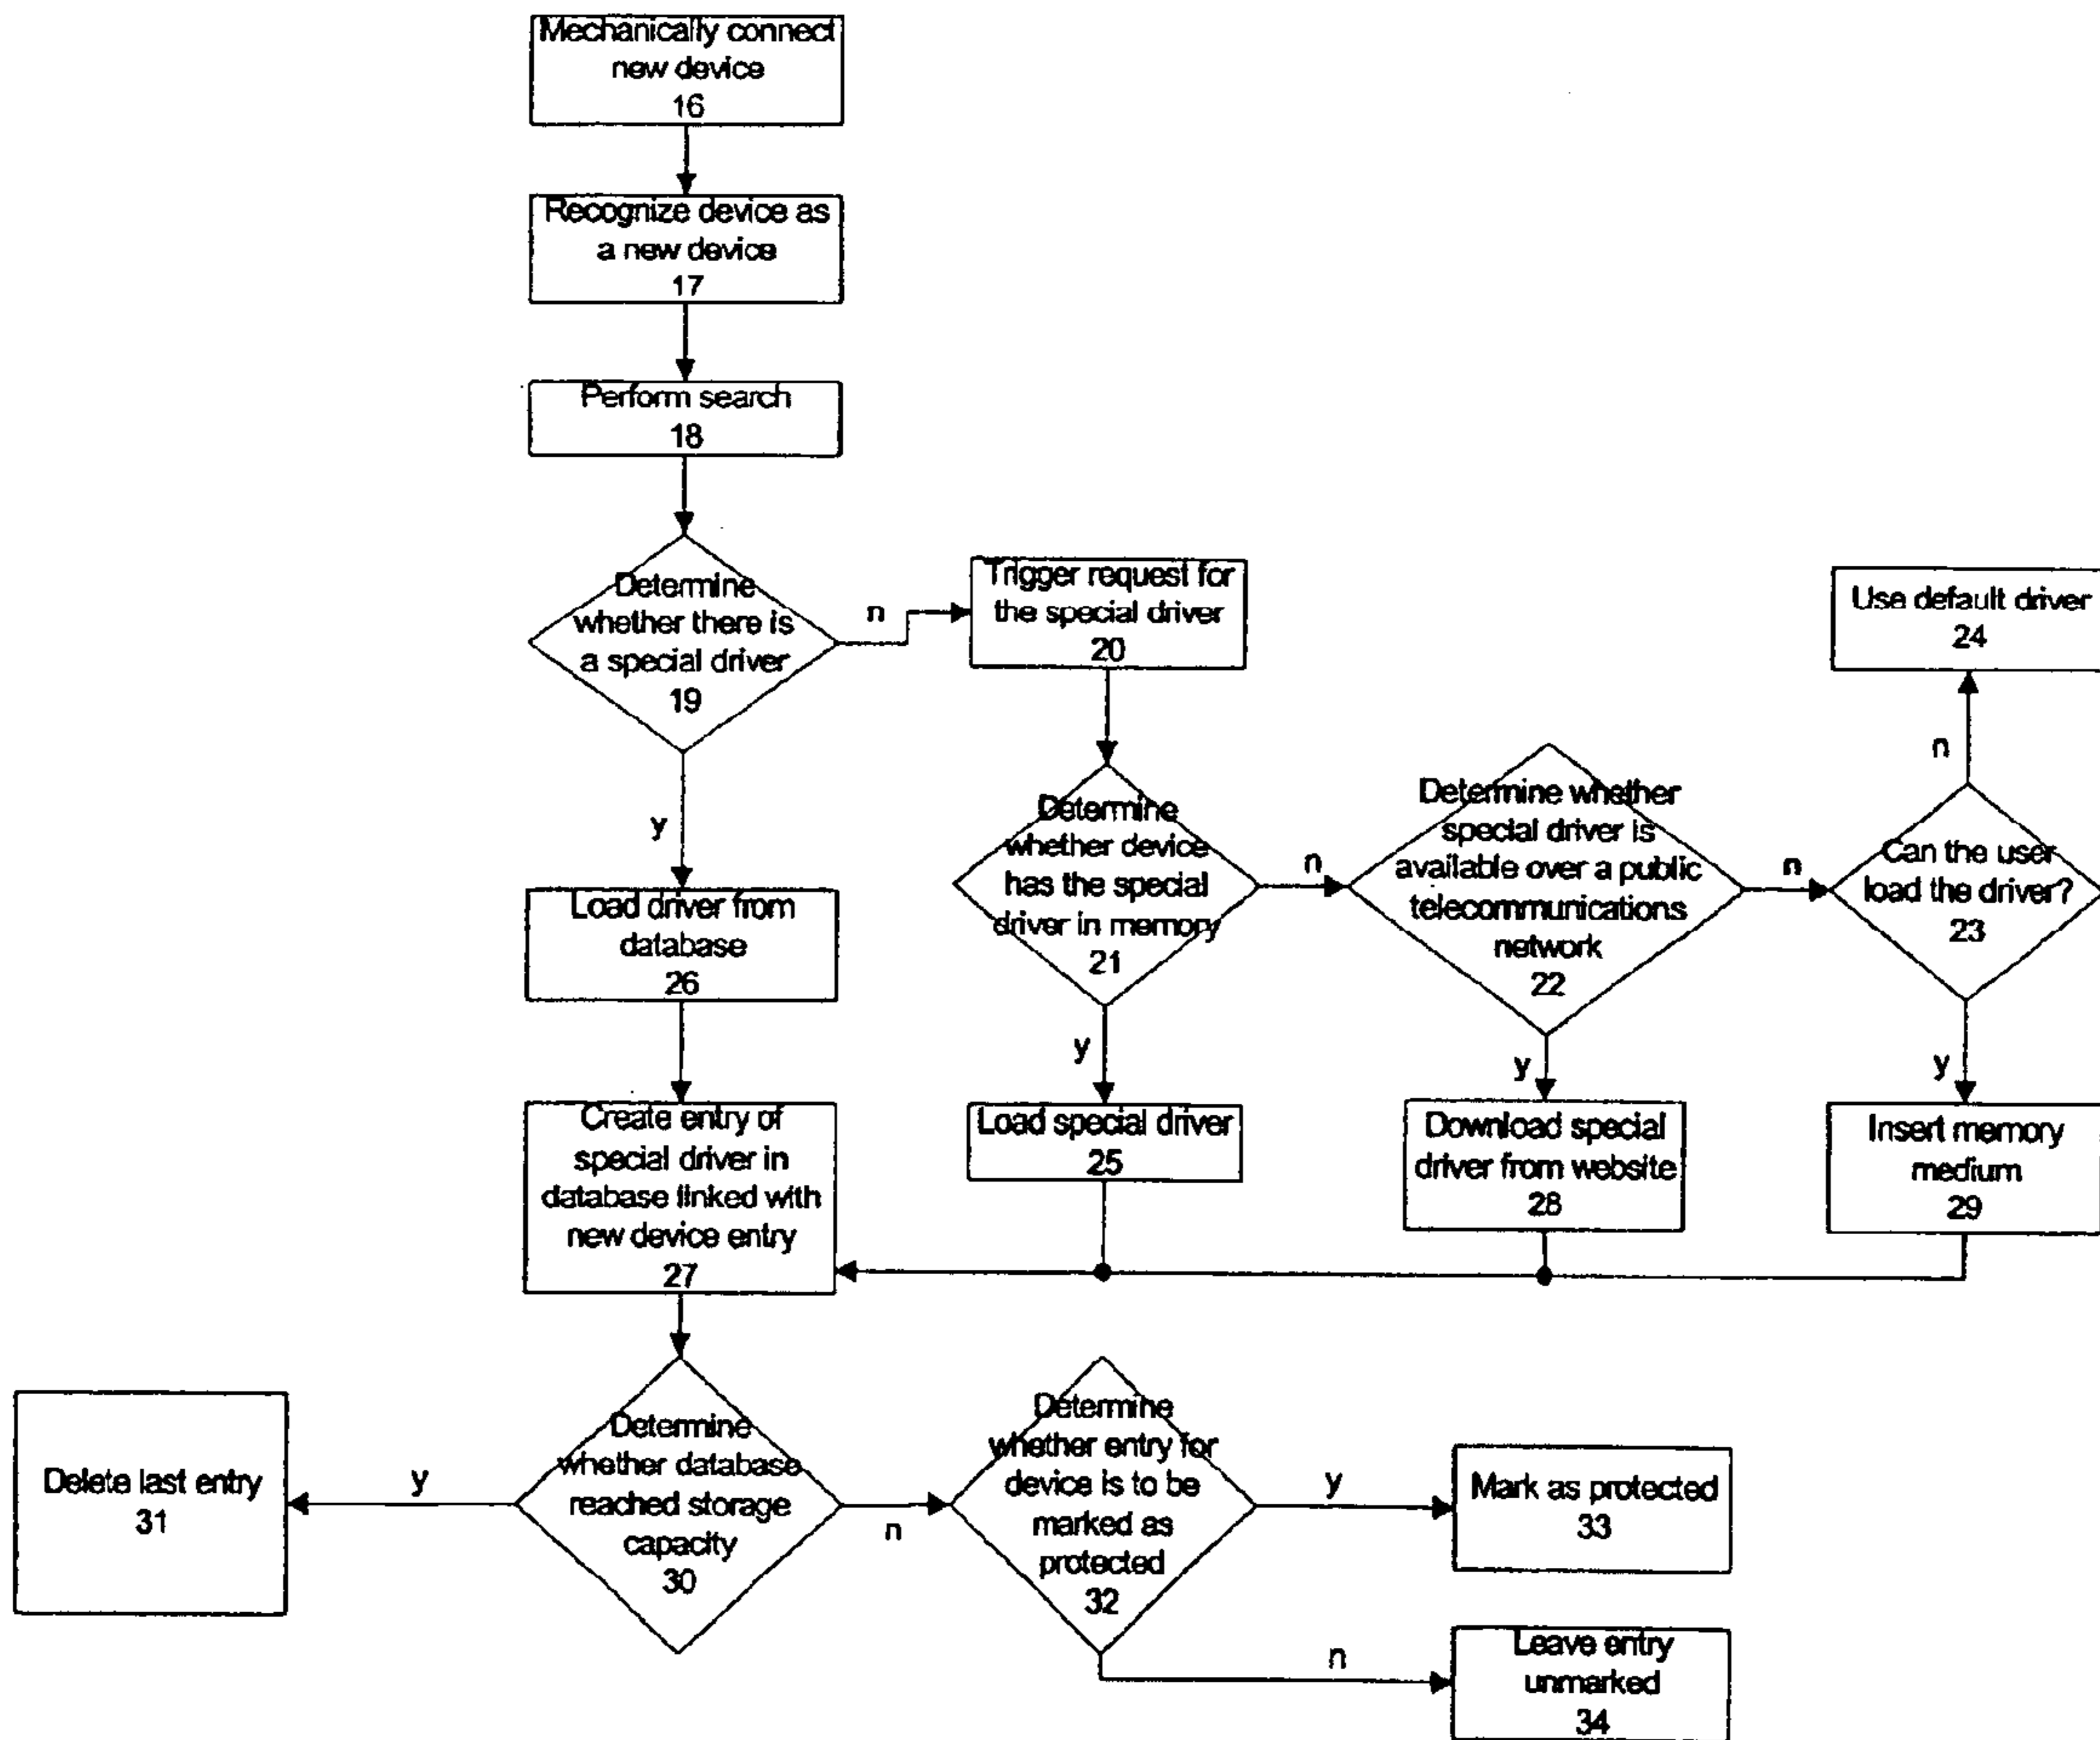 Mechanically connect
new device
16
Recognize device as
a new device
17
Perform search
18
Determine
whether there is
a special driver
19
n
y
Trigger request for
the special driver
20
Use default driver
24
n
Determine
whether device
has the special
driver in memory
21
n
y
Determine whether
special driver is
available over a public
telecommunications
network
22
n
y
Can the user
load the driver?
23
y
Load driver from
database
26
Create entry of
special driver in
database linked with
new device entry
27
Load special driver
25
Download special
driver from website
28
Insert memory
medium
29
Delete last entry
31
y
Determine
whether database
reached storage
capacity
30
n
Determine
whether entry for
device is to be
marked as
protected
32
y
Mark as protected
33
n
Leave entry
unmarked
34